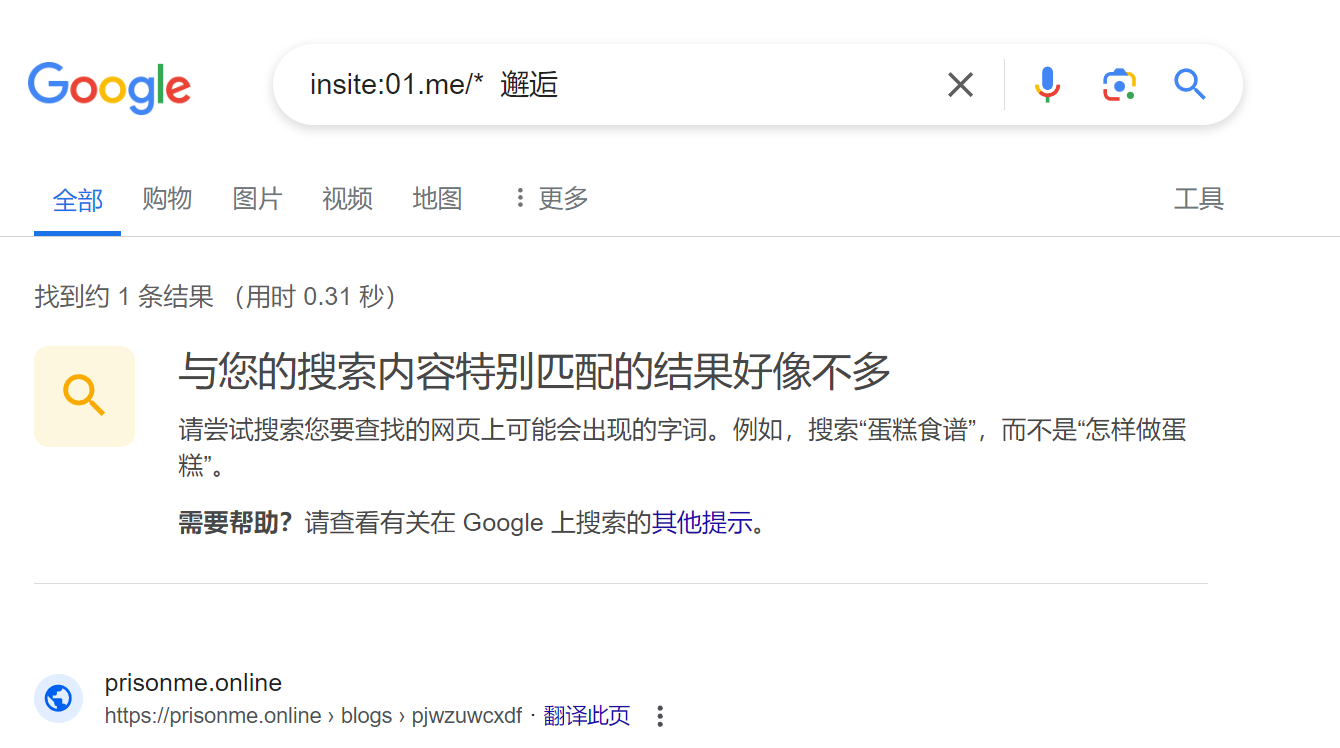 Google
insite:01.me/*  邂逅
全部 购物 图片 视频 地图 更多 工具
找到约 1 条结果 （用时 0.31 秒）
与您的搜索内容特别匹配的结果好像不多
请尝试搜索您要查找的网页上可能会出现的字词。例如，搜索“蛋糕食谱”，而不是“怎样做蛋
糕”。
需要帮助？请查看有关在 Google 上搜索的其他提示。
prisonme.online
https://prisonme.online › blogs › pjwzuwcxdf · 翻译此页